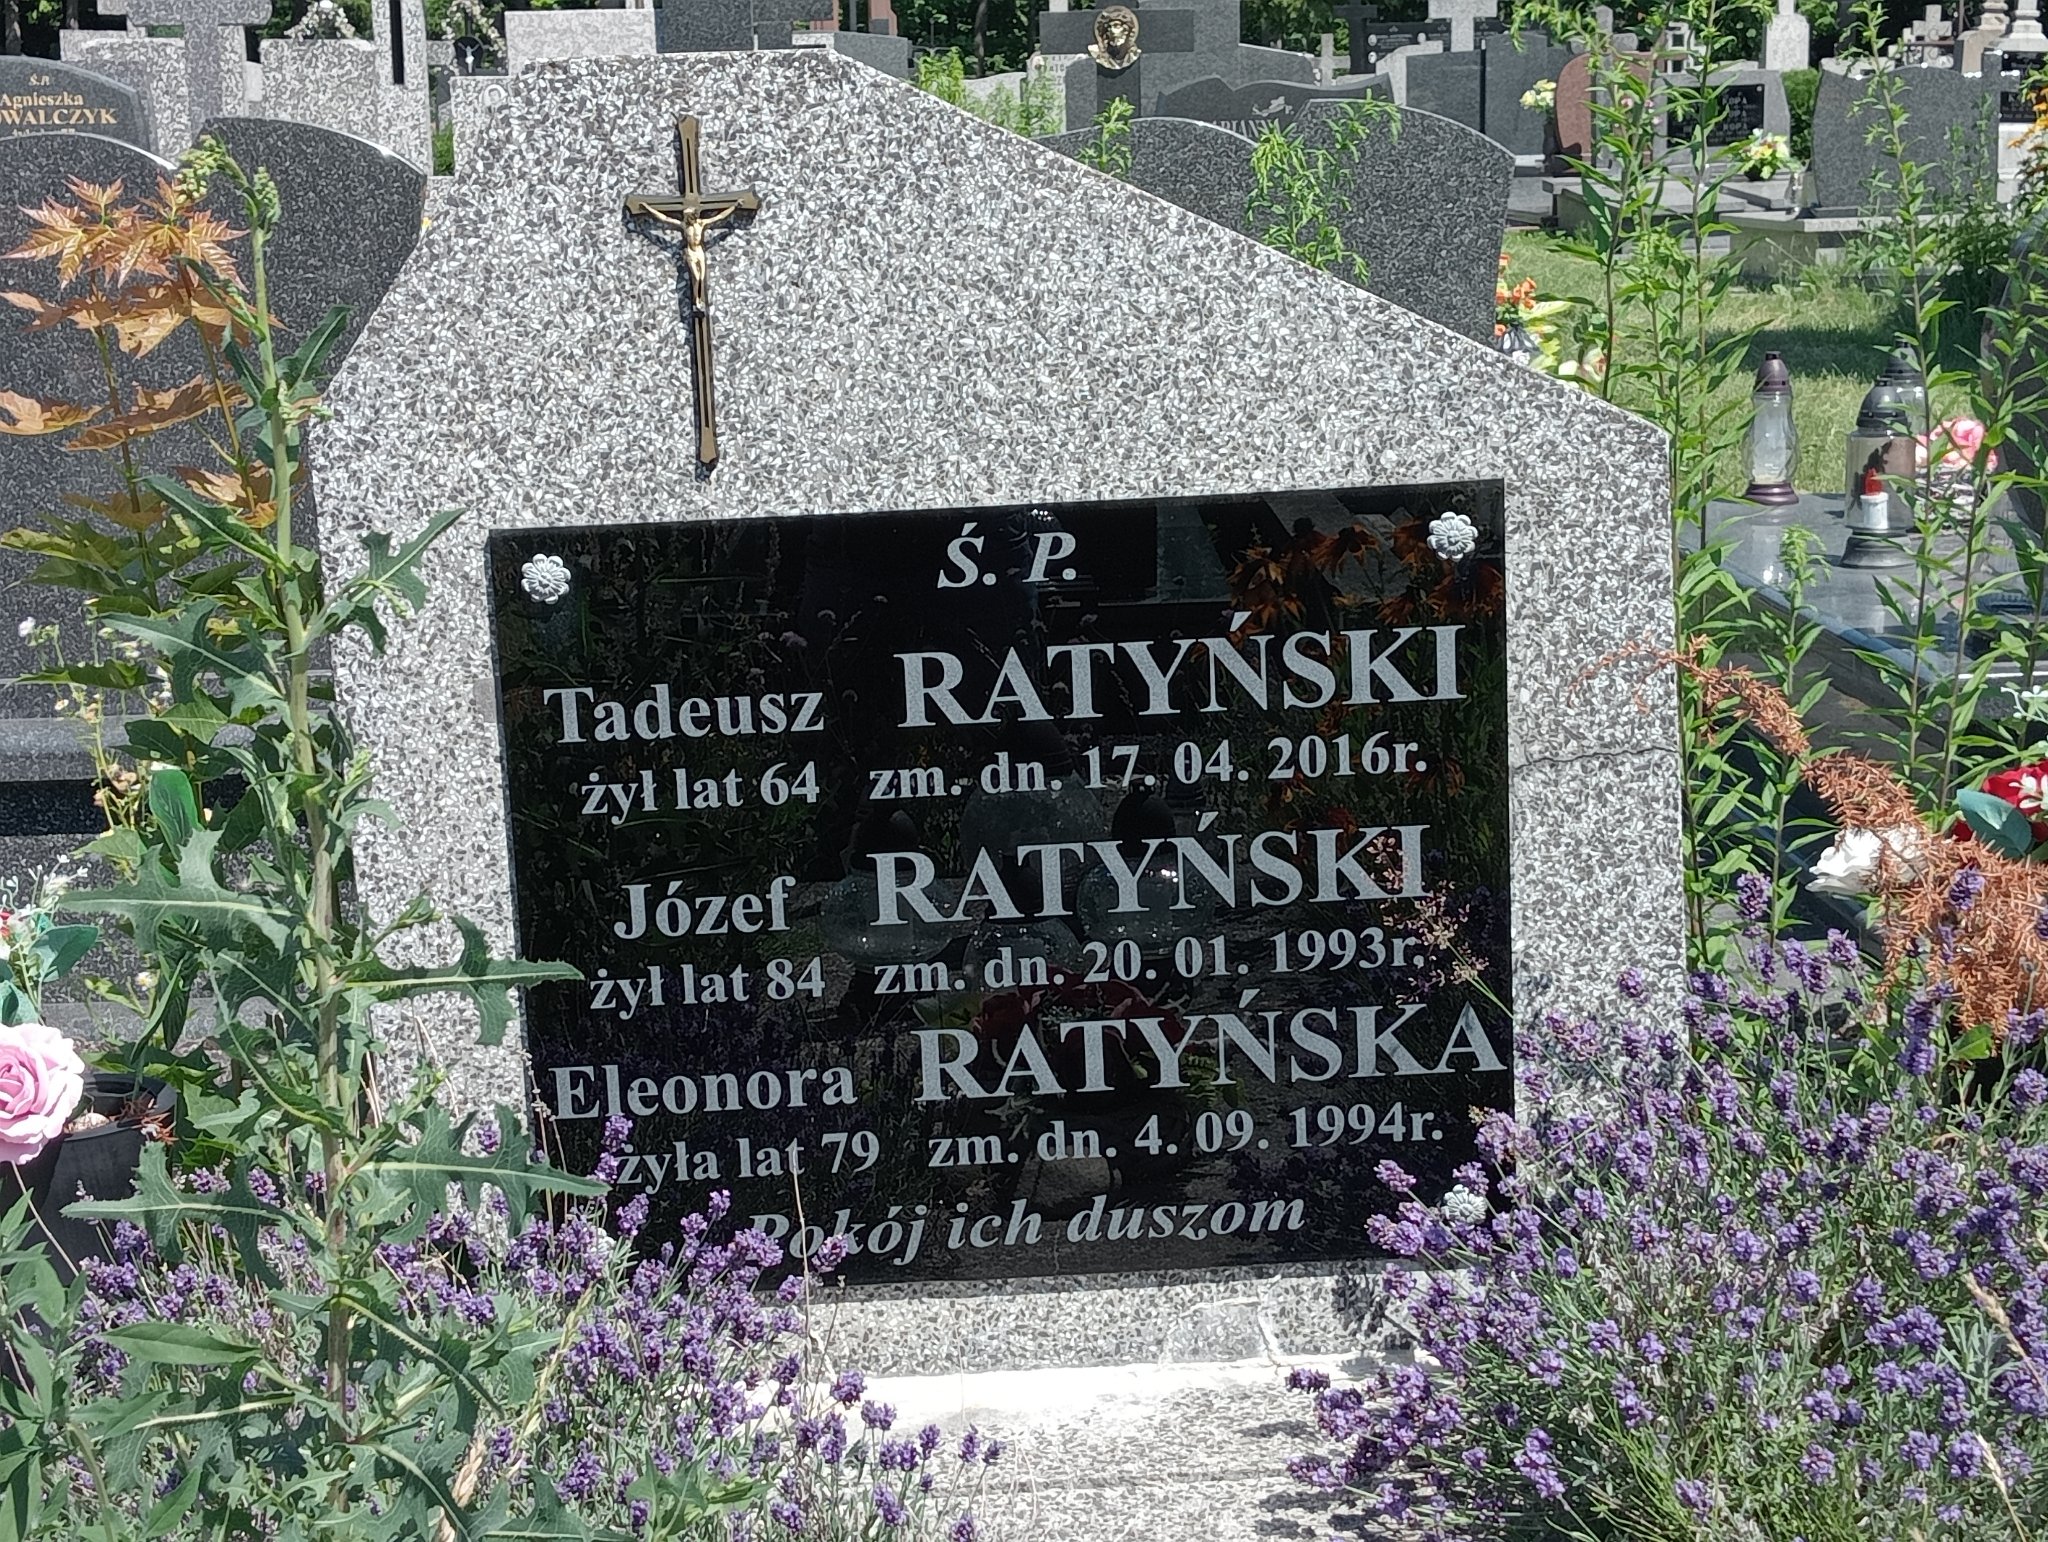 Ś.P.
Agnieszka
Ś. P.
Tadeusz RATYŃSKI
żył lat 64 zm. dn. 17. 04. 2016r.
Józef RATYŃSKI
żył lat 84 zm. dn. 20. 01. 1993r.
Eleonora RATYŃSKA
żyła lat 79 zm. dn. 4. 09. 1994r.
Pokój ich duszom